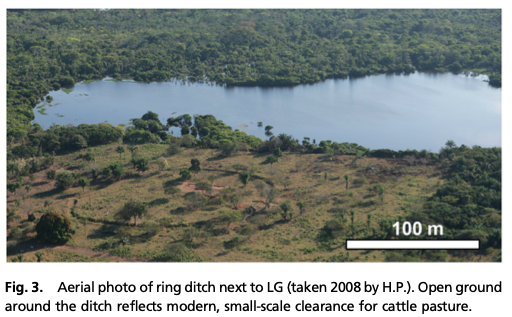 100 m
Fig. 3. Aerial photo of ring ditch next to LG (taken 2008 by H.P.). Open ground
around the ditch reflects modern, small-scale clearance for cattle pasture.